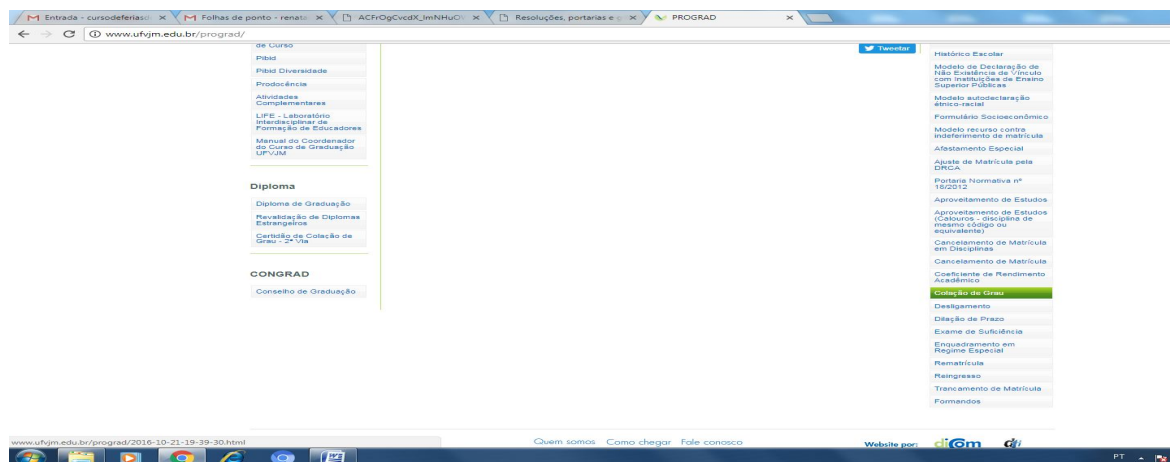 Entrada - cursodeferiasd
Folhas de ponto - renata
ACFrOgCvcdX_ImNHuO
Resoluções, portarias e
PROGRAD
www.ufvjm.edu.br/prograd/
de Curso
Pibid
Pibid Diversidade
Prodocência
Atividades
Complementares
LIFE - Laboratório
Interdisciplinar de
Formação de Educadores
Manual do Coordenador
do Curso de Graduação
UFVJM
Diploma
Diploma de Graduação
Revalidação de Diplomas
Estrangeiros
Certidão de Colação de
Grau - 2ª Via
CONGRAD
Conselho de Graduação
Tweetar
Histórico Escolar
Modelo de Declaração de
Não Existência de Vínculo
com Instituições de Ensino
Superior Públicas
Modelo autodeclaração
étnico-racial
Formulário Socioeconômico
Modelo recurso contra
indeferimento de matrícula
Afastamento Especial
Ajuste de Matrícula pela
DRCA
Portaria Normativa nº
18/2012
Aproveitamento de Estudos
Aproveitamento de Estudos
(Calouros - disciplina de
mesmo código ou
equivalente)
Cancelamento de Matrícula
em Disciplinas
Cancelamento de Matrícula
Coeficiente de Rendimento
Acadêmico
Colação de Grau
Desligamento
Dilação de Prazo
Exame de Suficiência
Enquadramento em
Regime Especial
Rematrícula
Reingresso
Trancamento de Matrícula
Formandos
www.ufvjm.edu.br/prograd/2016-10-21-19-39-30.html
Quem somos Como chegar Fale conosco
Website por: dicom
PT